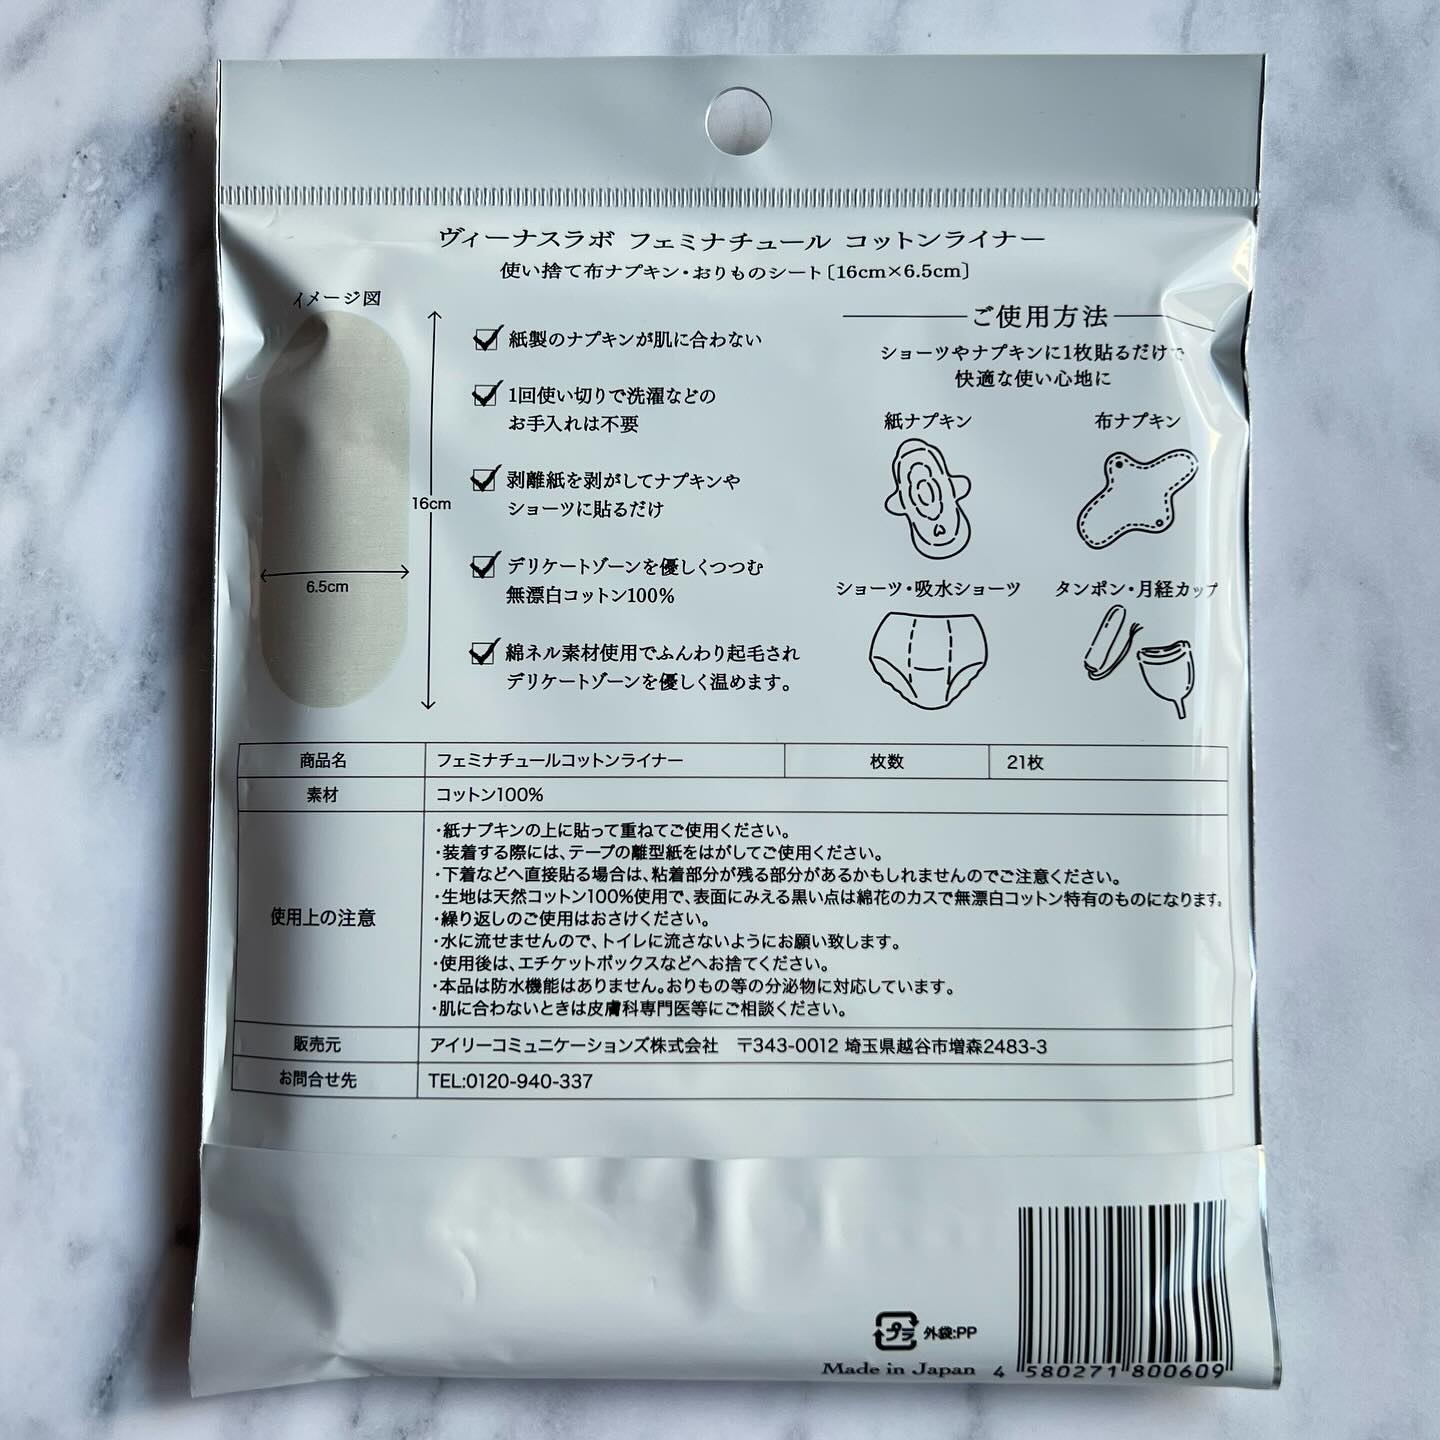 ヴィーナスラボ フェミナチュール コットンライナー
使い捨て布ナプキン・おりものシート〔16cm×6.5cm〕
イメージ図
16cm
6.5cm
紙製のナプキンが肌に合わない
1回使い切りで洗濯などの
お手入れは不要
剥離紙を剥がしてナプキンや
ショーツに貼るだけ
デリケートゾーンを優しくつつむ
無漂白コットン100%
綿ネル素材使用でふんわり起毛され
デリケートゾーンを優しく温めます。
ご使用方法
ショーツやナプキンに1枚貼るだけで
快適な使い心地に
紙ナプキン
布ナプキン
ショーツ・吸水ショーツ
タンポン・月経カップ
商品名 フェミナチュールコットンライナー 枚数 21枚
素材 コットン100%
使用上の注意
・紙ナプキンの上に貼って重ねてご使用ください。
・装着する際には、テープの離型紙をはがしてご使用ください。
・下着などへ直接貼る場合は、粘着部分が残る部分があるかもしれませんのでご注意ください。
・生地は天然コットン100%使用で、表面にみえる黒い点は綿花のカスで無漂白コットン特有のものになります。
・繰り返しのご使用はおさけください。
・水に流せませんので、トイレに流さないようにお願い致します。
・使用後は、エチケットボックスなどへお捨てください。
・本品は防水機能はありません。おりもの等の分泌物に対応しています。
・肌に合わないときは皮膚科専門医等にご相談ください。
販売元 アイリーコミュニケーションズ株式会社 〒343-0012 埼玉県越谷市増森2483-3
お問合せ先 TEL:0120-940-337
プラ 外袋:PP
Made in Japan
4 580271 800609